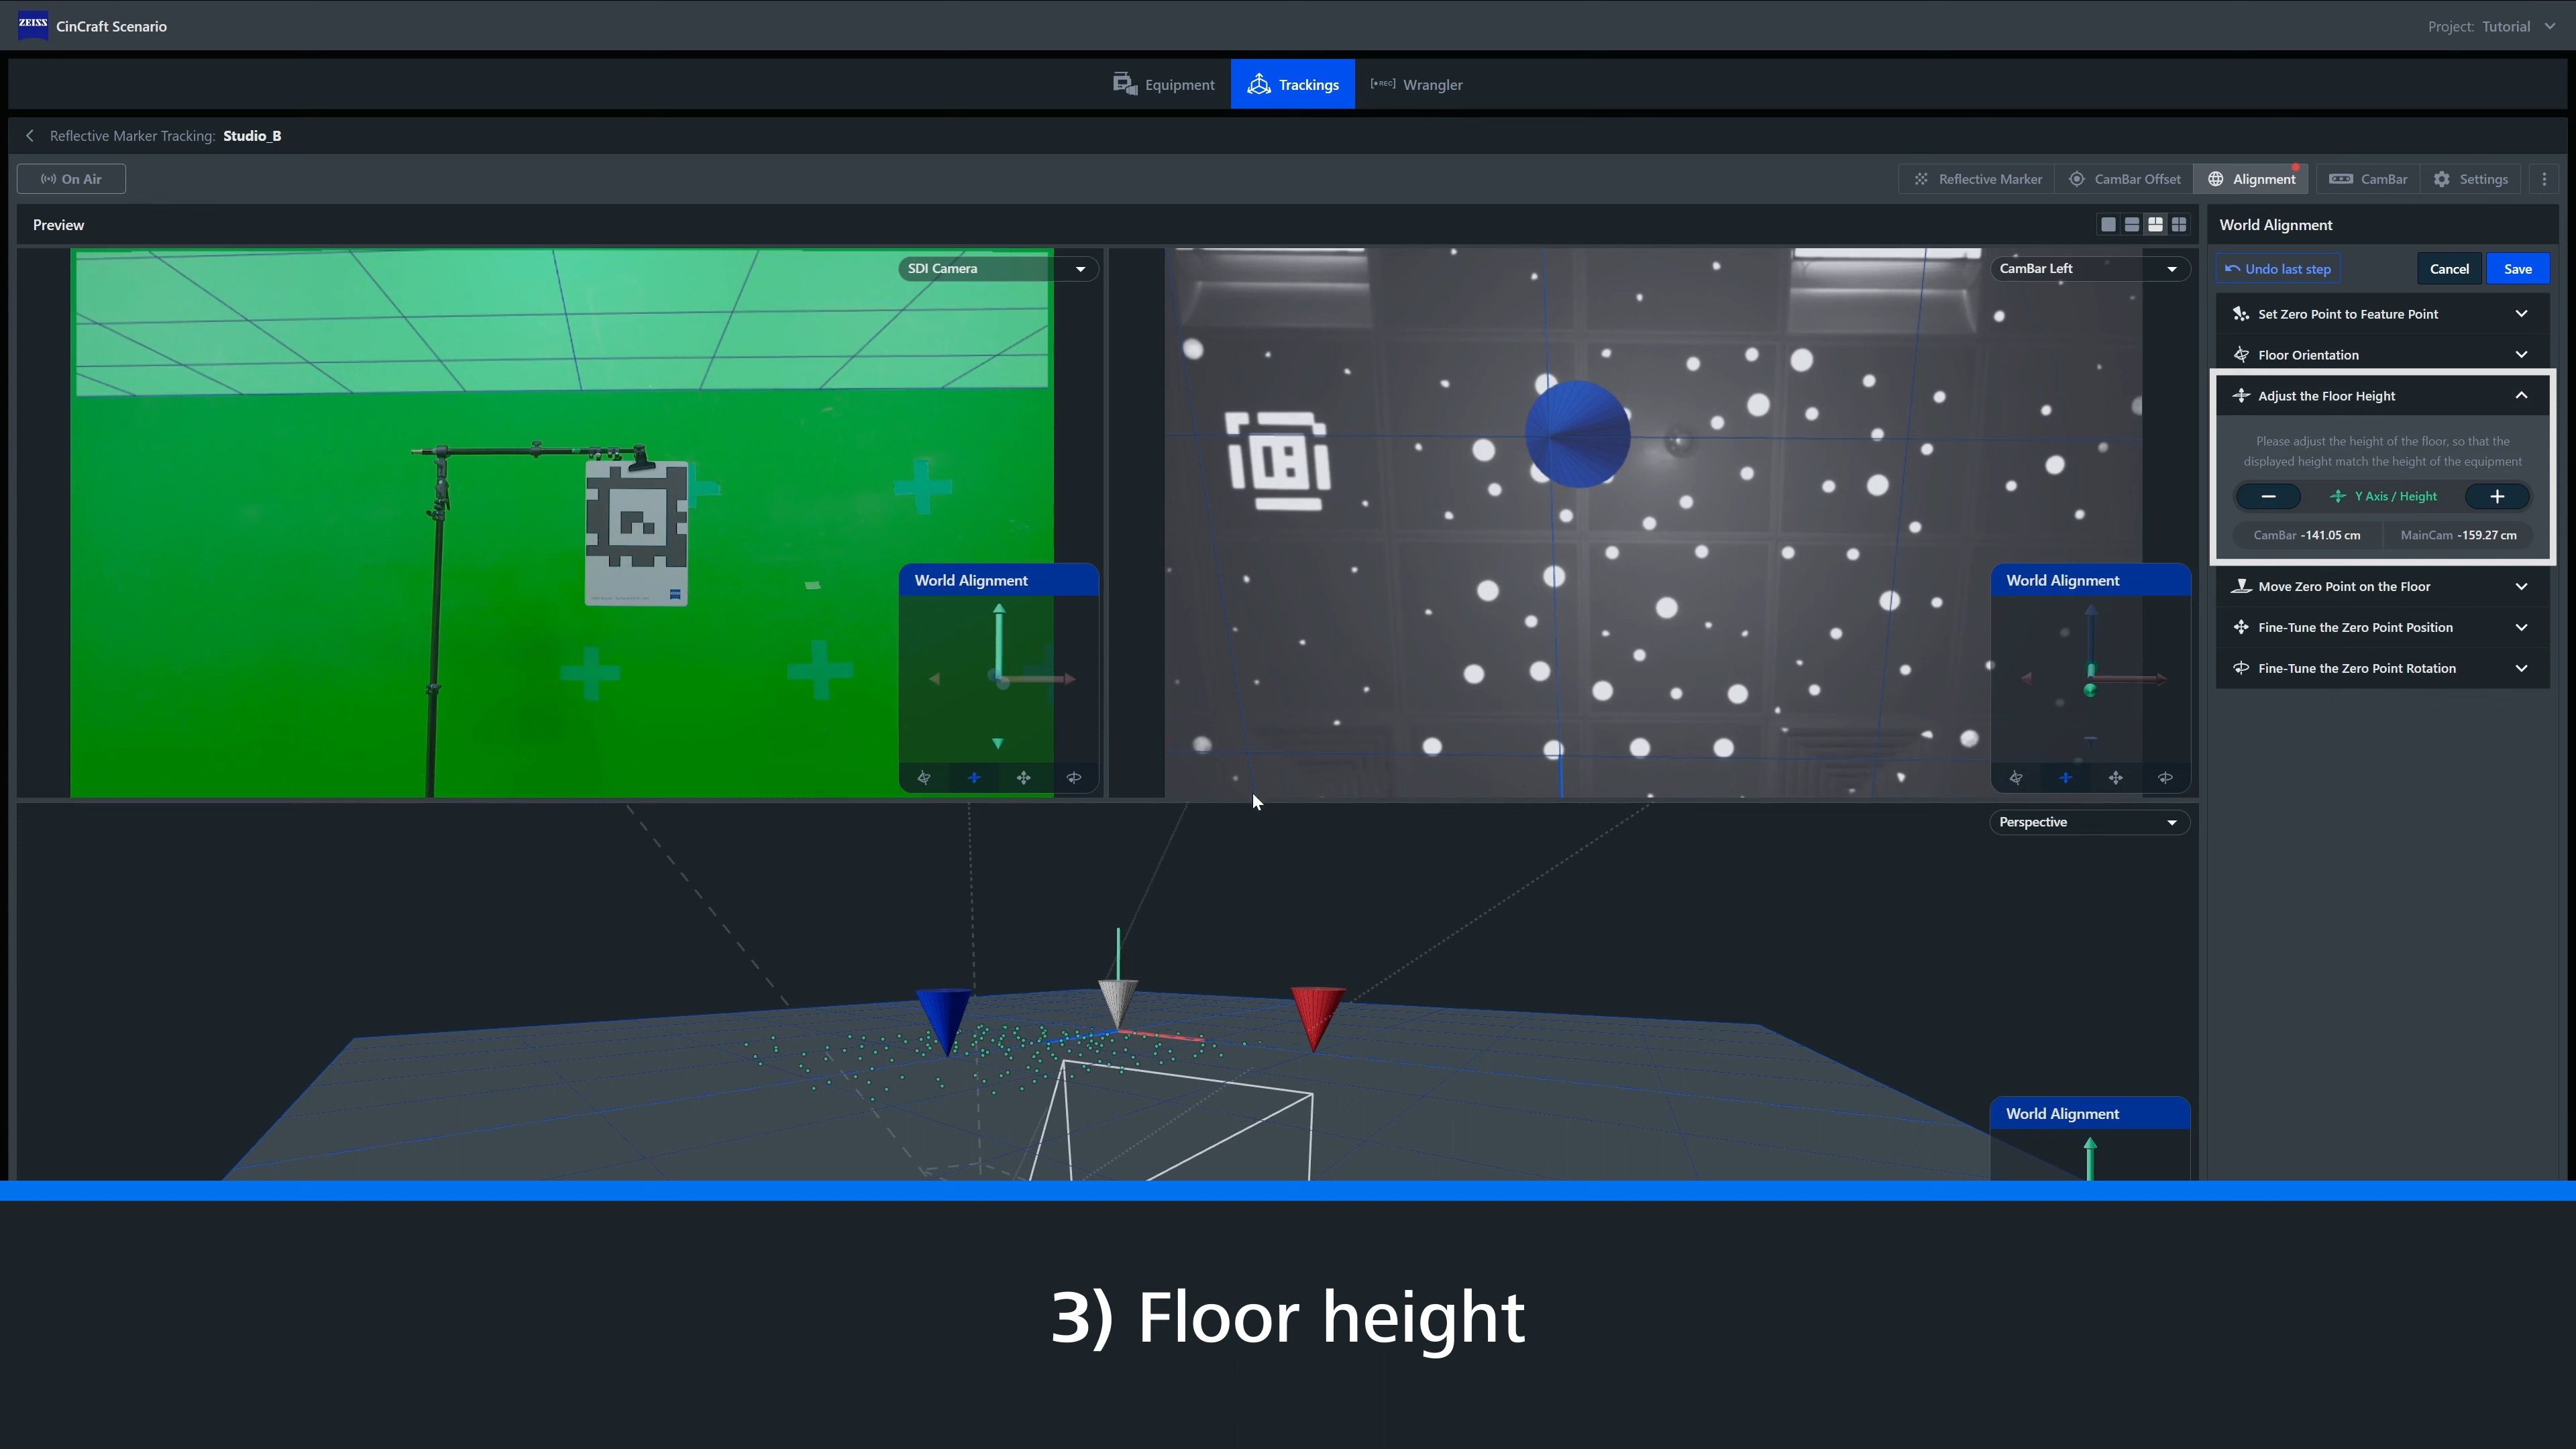 ZEISS CinCraft Scenario
Project: Tutorial
Equipment Trackings [•REC] Wrangler
Reflective Marker Tracking: Studio_B
On Air Reflective Marker CamBar Offset Alignment CamBar Settings
Preview
World Alignment
SDI Camera
CamBar Left
Undo last step Cancel Save
Set Zero Point to Feature Point
Floor Orientation
Adjust the Floor Height
Please adjust the height of the floor, so that the
displayed height match the height of the equipment
− Y Axis / Height +
CamBar -141.05 cm MainCam -159.27 cm
Move Zero Point on the Floor
Fine-Tune the Zero Point Position
Fine-Tune the Zero Point Rotation
World Alignment
World Alignment
Perspective
World Alignment
3) Floor height